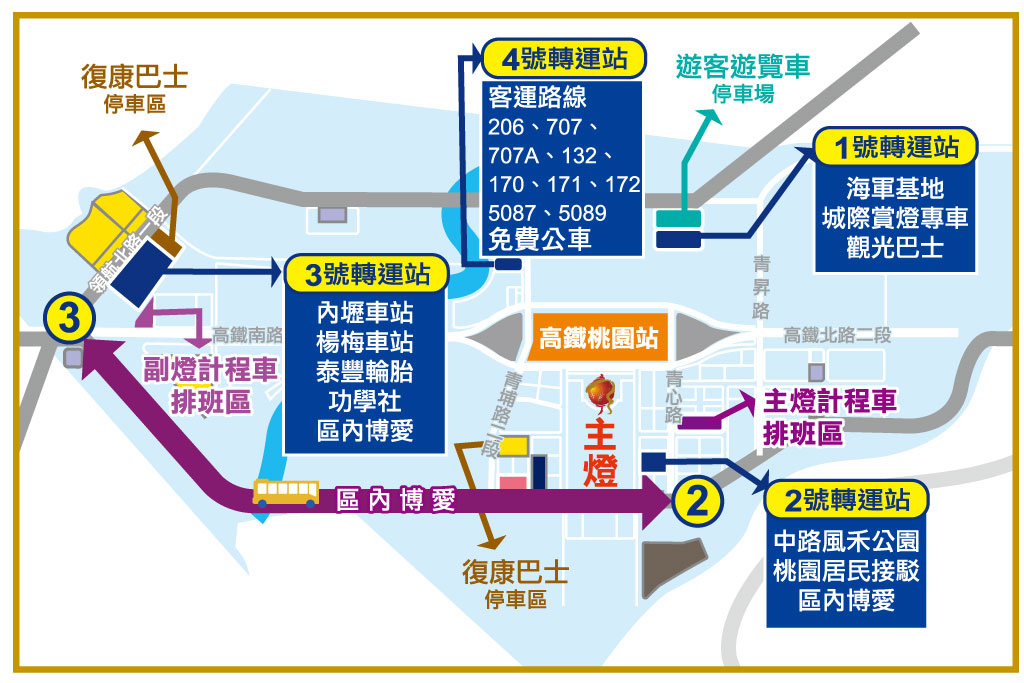 復康巴士
停車區
4號轉運站
客運路線
206、707、
707A、132、
170、171、172
5087、5089
免費公車
遊客遊覽車
停車場
1號轉運站
海軍基地
城際賞燈專車
觀光巴士
領航北路二段
3號轉運站
內壢車站
楊梅車站
泰豐輪胎
功學社
區內博愛
3
高鐵南路
副燈計程車
排班區
高鐵桃園站
青昇路
高鐵北路二段
青埔路二段
主燈
青心路
主燈計程車
排班區
區內博愛
2
2號轉運站
中路風禾公園
桃園居民接駁
區內博愛
復康巴士
停車區